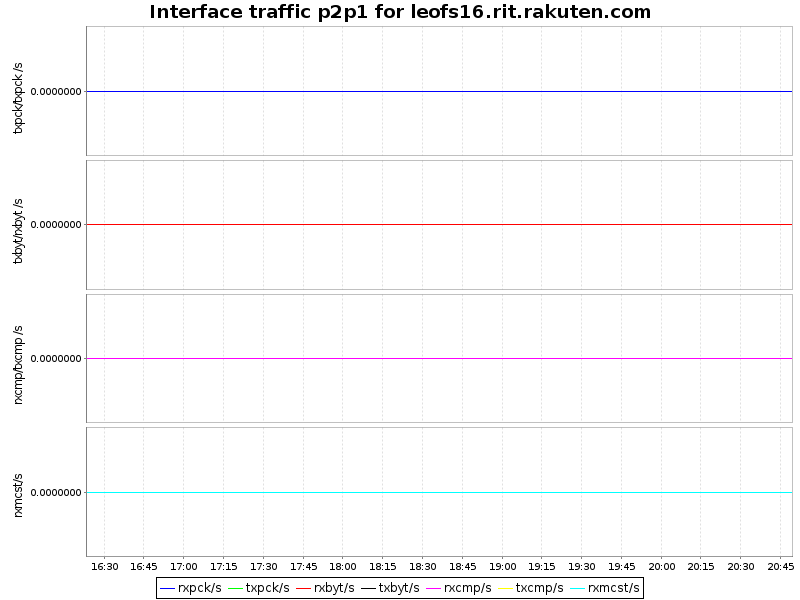 Interface traffic p2p1 for leofs16.rit.rakuten.com
txpck/rxpck /s
0.0000000
txbyt/rxbyt /s
0.0000000
rxcmp/txcmp /s
0.0000000
rxmcst/s
0.0000000
16:30 16:45 17:00 17:15 17:30 17:45 18:00 18:15 18:30 18:45 19:00 19:15 19:30 19:45 20:00 20:15 20:30 20:45
rxpck/s txpck/s rxbyt/s txbyt/s rxcmp/s txcmp/s rxmcst/s